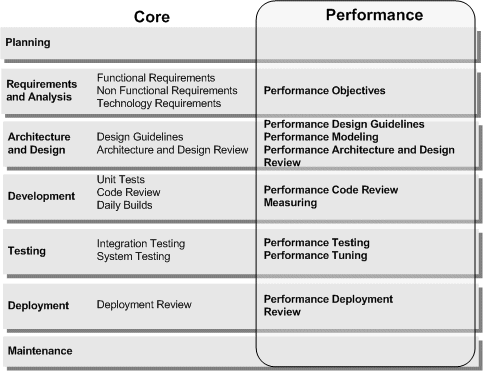 Core Performance
Planning
Requirements and Analysis
Functional Requirements
Non Functional Requirements
Technology Requirements
Performance Objectives
Architecture and Design
Design Guidelines
Architecture and Design Review
Performance Design Guidelines
Performance Modeling
Performance Architecture and Design
Review
Development
Unit Tests
Code Review
Daily Builds
Performance Code Review
Measuring
Testing
Integration Testing
System Testing
Performance Testing
Performance Tuning
Deployment
Deployment Review
Performance Deployment
Review
Maintenance